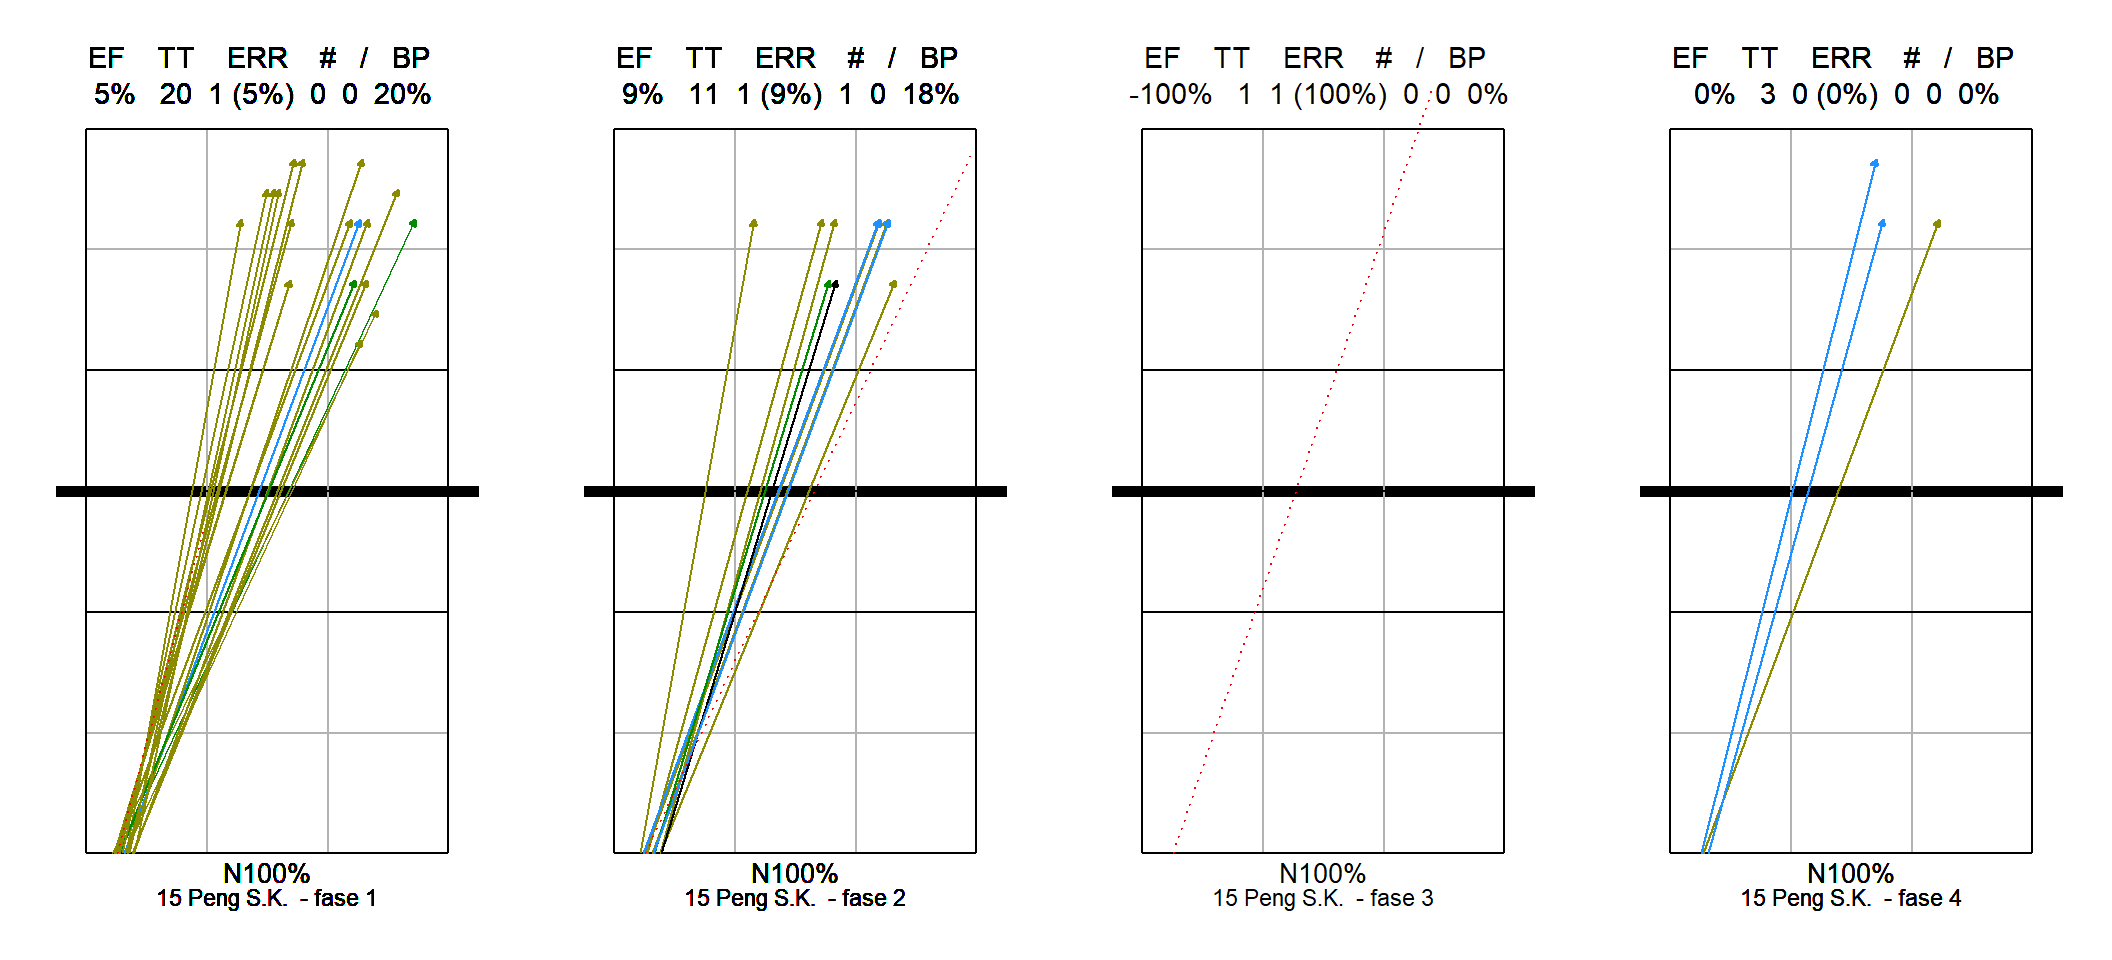 EF TT ERR # / BP
5% 20 1 (5%) 0 0 20%
N100%
15 Peng S.K. - fase 1
EF TT ERR # / BP
9% 11 1 (9%) 1 0 18%
N100%
15 Peng S.K. - fase 2
EF TT ERR # / BP
-100% 1 1 (100%) 0 0 0%
N100%
15 Peng S.K. - fase 3
EF TT ERR # / BP
0% 3 0 (0%) 0 0 0%
N100%
15 Peng S.K. - fase 4